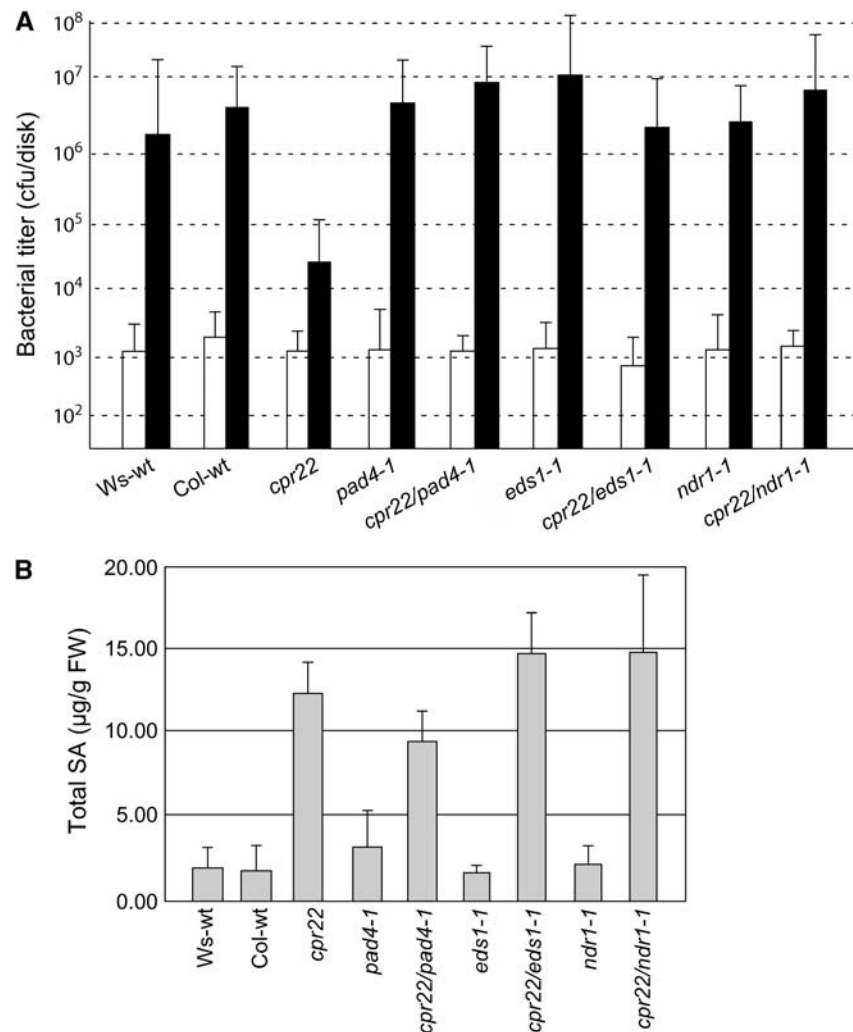 A
Bacterial titer (cfu/disk)
10⁸
10⁷
10⁶
10⁵
10⁴
10³
10²
Ws-wt
Col-wt
cpr22
pad4-1
cpr22/pad4-1
eds1-1
cpr22/eds1-1
ndr1-1
cpr22/ndr1-1
B
Total SA (µg/g FW)
20.00
15.00
10.00
5.00
0.00
Ws-wt
Col-wt
cpr22
pad4-1
cpr22/pad4-1
eds1-1
cpr22/eds1-1
ndr1-1
cpr22/ndr1-1